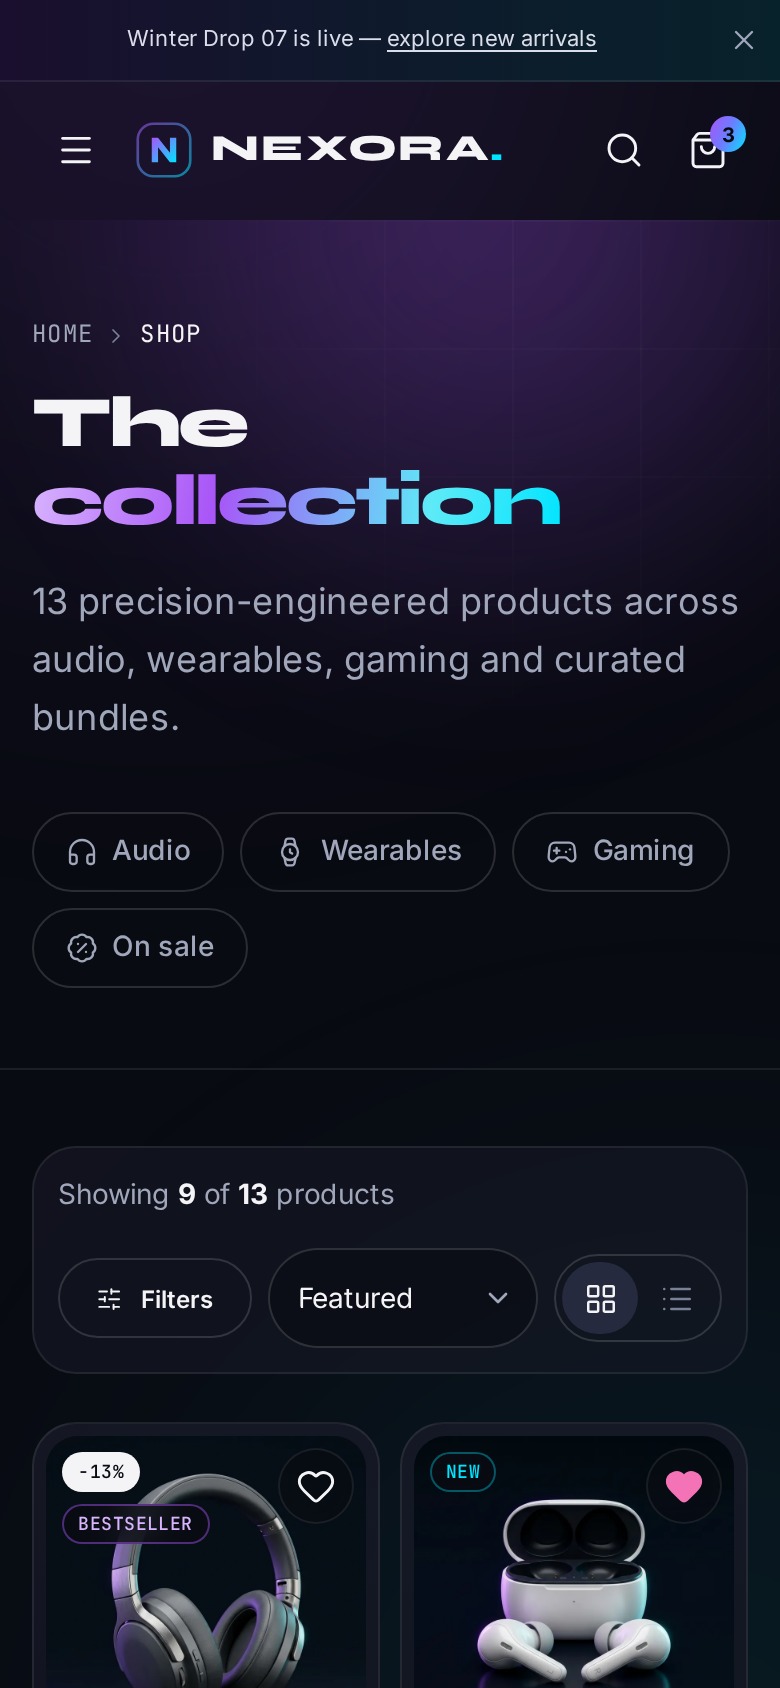 Winter Drop 07 is live — explore new arrivals
N NEXORA.
3
HOME > SHOP
The
collection
13 precision-engineered products across
audio, wearables, gaming and curated
bundles.
Audio
Wearables
Gaming
On sale
Showing 9 of 13 products
Filters
Featured
-13%
BESTSELLER
NEW